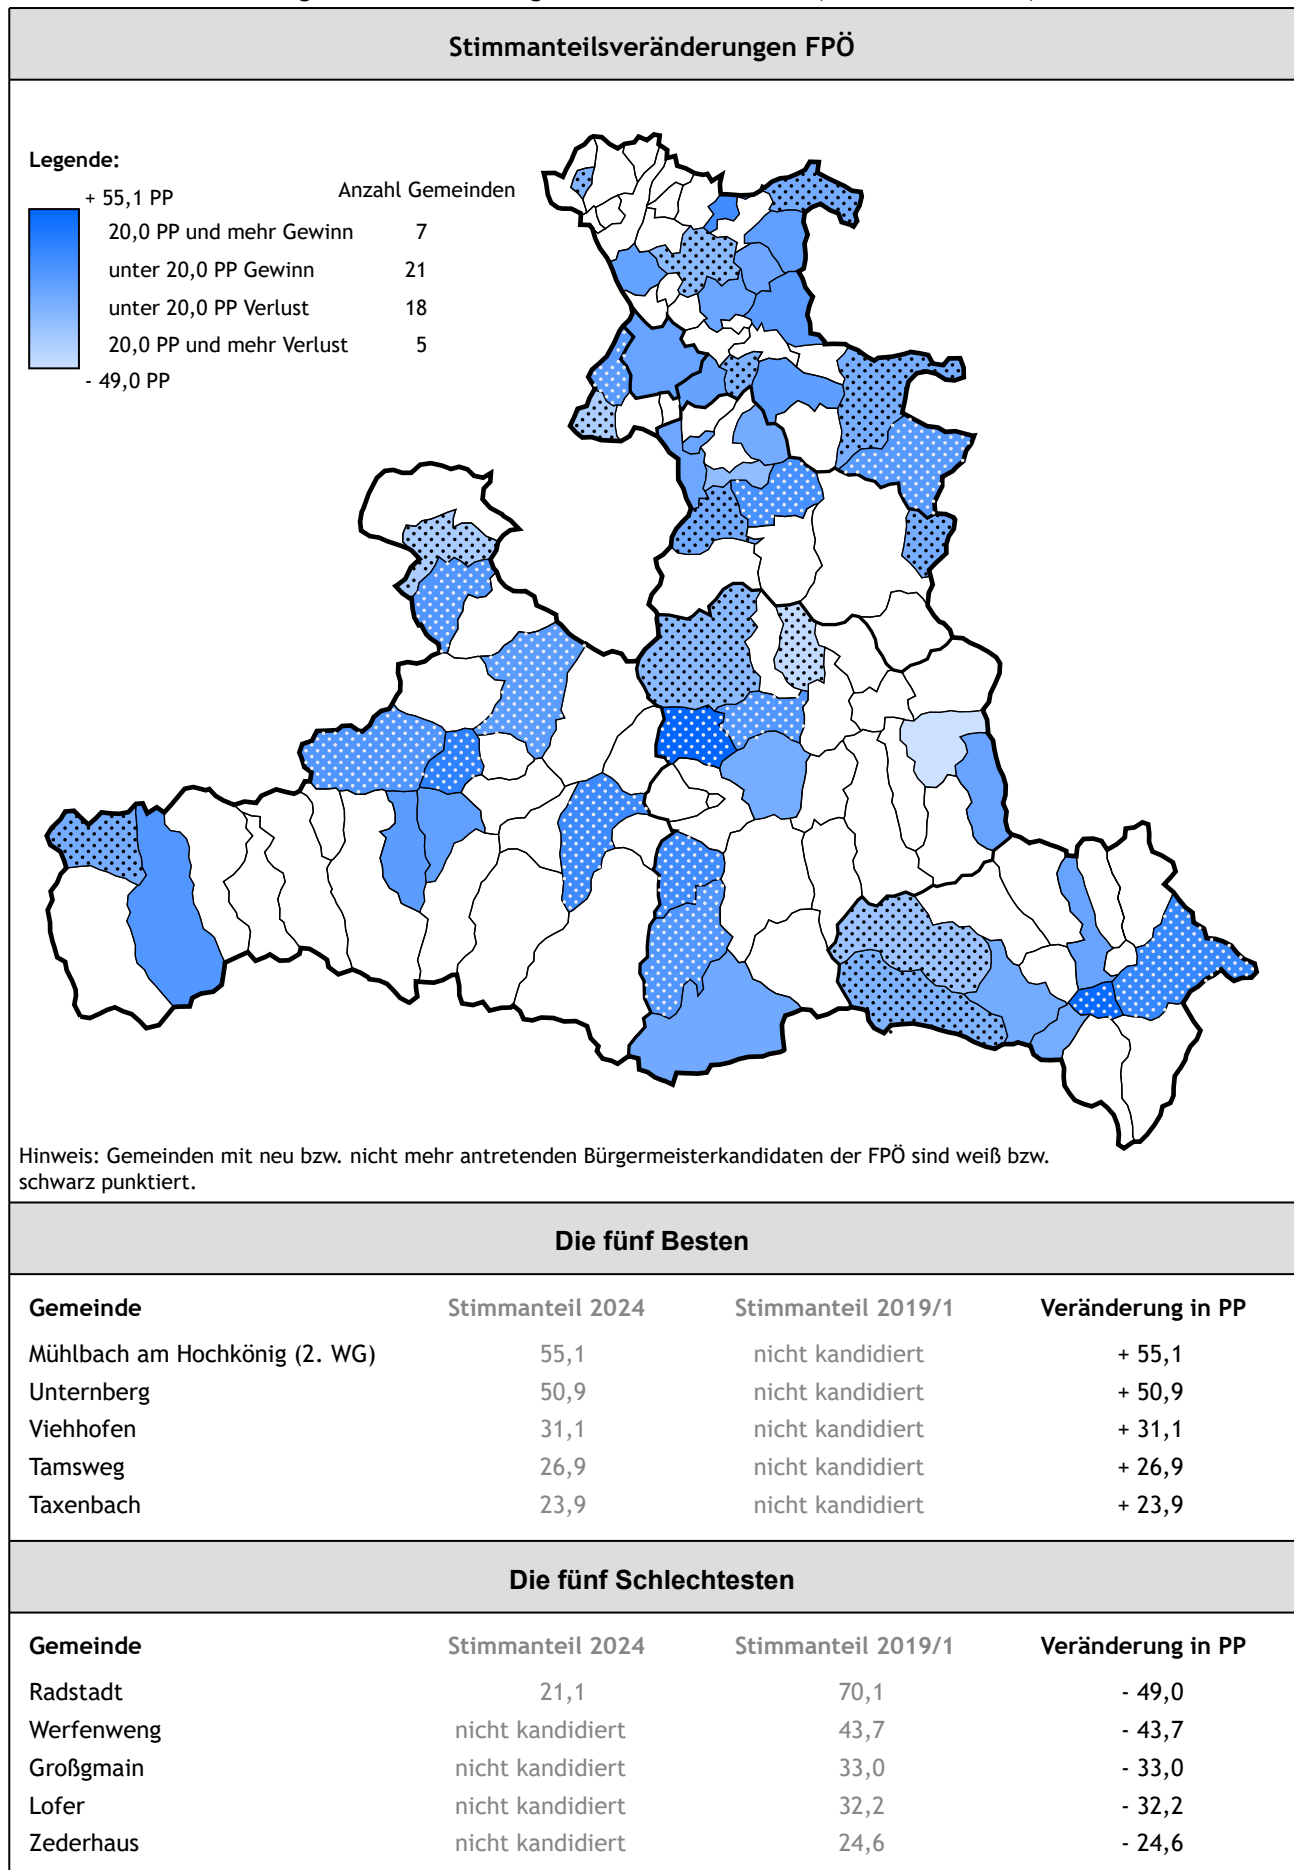 Stimmanteilsveränderungen FPÖ
Legende:
+ 55,1 PP
Anzahl Gemeinden
20,0 PP und mehr Gewinn 7
unter 20,0 PP Gewinn 21
unter 20,0 PP Verlust 18
20,0 PP und mehr Verlust 5
- 49,0 PP
Hinweis: Gemeinden mit neu bzw. nicht mehr antretenden Bürgermeisterkandidaten der FPÖ sind weiß bzw.
schwarz punktiert.
Die fünf Besten
Gemeinde Stimmanteil 2024 Stimmanteil 2019/1 Veränderung in PP
Mühlbach am Hochkönig (2. WG) 55,1 nicht kandidiert + 55,1
Unternberg 50,9 nicht kandidiert + 50,9
Viehhofen 31,1 nicht kandidiert + 31,1
Tamsweg 26,9 nicht kandidiert + 26,9
Taxenbach 23,9 nicht kandidiert + 23,9
Die fünf Schlechtesten
Gemeinde Stimmanteil 2024 Stimmanteil 2019/1 Veränderung in PP
Radstadt 21,1 70,1 - 49,0
Werfenweng nicht kandidiert 43,7 - 43,7
Großgmain nicht kandidiert 33,0 - 33,0
Lofer nicht kandidiert 32,2 - 32,2
Zederhaus nicht kandidiert 24,6 - 24,6